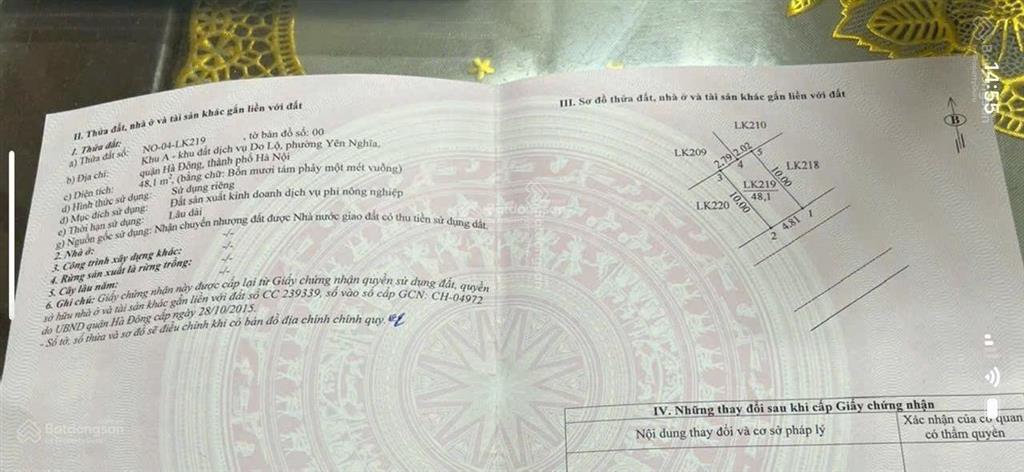 II. Thửa đất, nhà ở và tài sản khác gắn liền với đất
1. Thửa đất:
a) Thửa đất số: NO-04-LK219 , tờ bản đồ số: 00
b) Địa chỉ: Khu A - khu đất dịch vụ Do Lộ, phường Yên Nghĩa,
quận Hà Đông, thành phố Hà Nội
c) Diện tích: 48,1 m², (bằng chữ: Bốn mươi tám phẩy một mét vuông)
d) Hình thức sử dụng: Sử dụng riêng
đ) Mục đích sử dụng: Đất sản xuất kinh doanh dịch vụ phi nông nghiệp
e) Thời hạn sử dụng: Lâu dài
g) Nguồn gốc sử dụng: Nhận chuyển nhượng đất được Nhà nước giao đất có thu tiền sử dụng đất.
2. Nhà ở: -/-
3. Công trình xây dựng khác: -/-
4. Rừng sản xuất là rừng trồng: -/-
5. Cây lâu năm: -/-
6. Ghi chú: Giấy chứng nhận này được cấp lại từ Giấy chứng nhận quyền sử dụng đất, quyền
sở hữu nhà ở và tài sản khác gắn liền với đất số CC 239339, số vào sổ cấp GCN: CH-04972
do UBND quận Hà Đông cấp ngày 28/10/2015.
- Số tờ, số thửa và sơ đồ sẽ điều chỉnh khi có bản đồ địa chính chính quy.
III. Sơ đồ thửa đất, nhà ở và tài sản khác gắn liền với đất
B
LK210
LK209
2.79 2.02 5
4
3
LK218
10.00
LK219
48,1
LK220
10.00
1
4.81
2
IV. Những thay đổi sau khi cấp Giấy chứng nhận
Nội dung thay đổi và cơ sở pháp lý
Xác nhận của cơ quan
có thẩm quyền
14:55
Batdongsan
Batdongsan